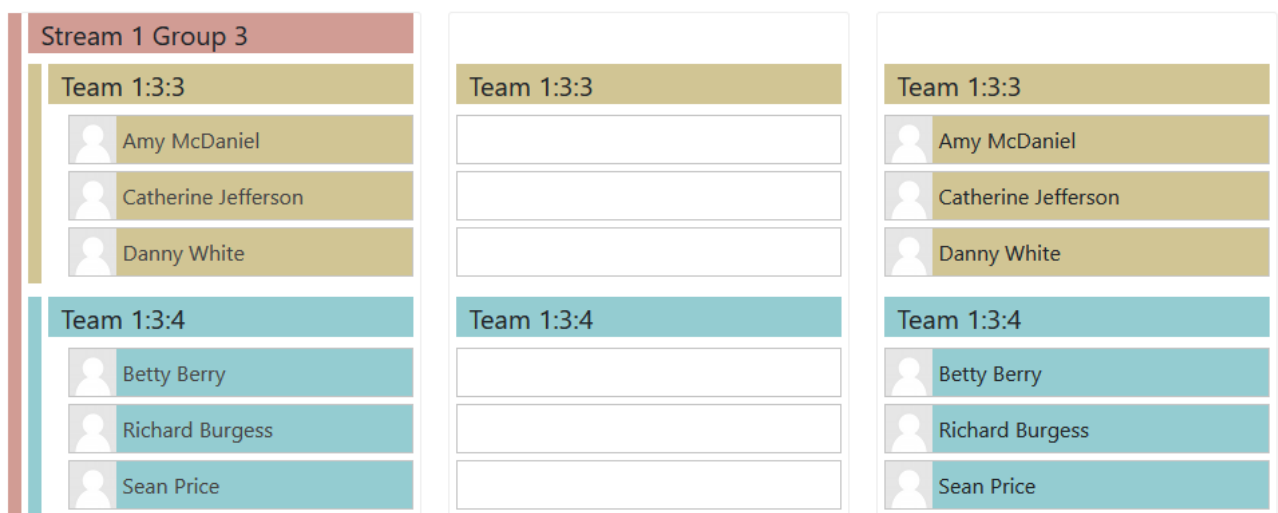 Stream 1 Group 3
Team 1:3:3
Amy McDaniel
Catherine Jefferson
Danny White
Team 1:3:4
Betty Berry
Richard Burgess
Sean Price
Team 1:3:3
Team 1:3:4
Team 1:3:3
Amy McDaniel
Catherine Jefferson
Danny White
Team 1:3:4
Betty Berry
Richard Burgess
Sean Price